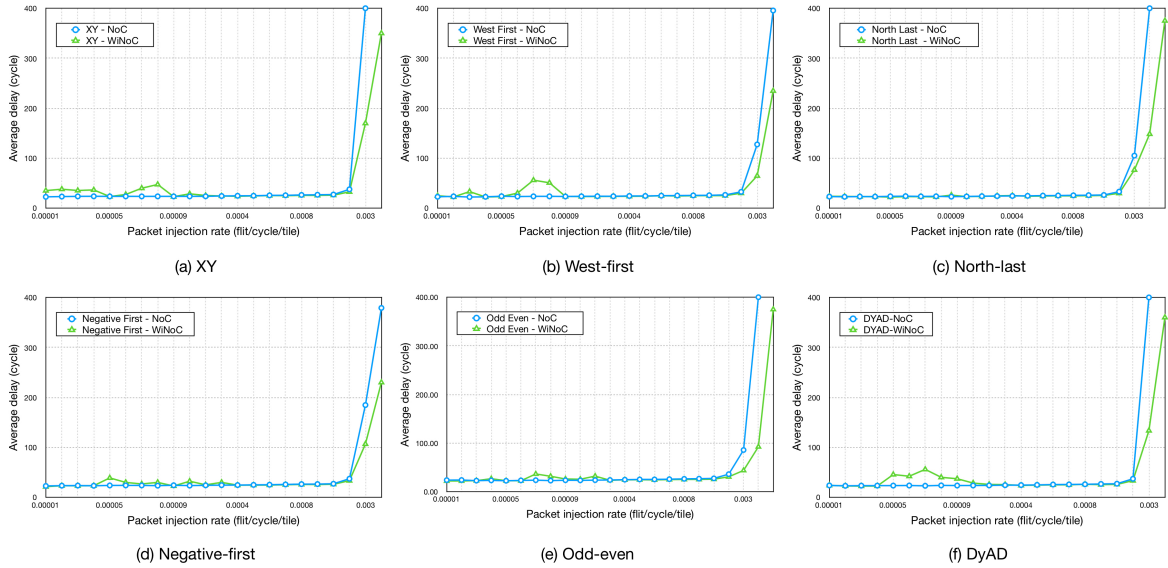 400
300
200
100
0
Average delay (cycle)
XY - NoC
XY - WiNoC
0.00001
0.00005
0.00009
0.0004
0.0008
0.003
Packet injection rate (flit/cycle/tile)
(a) XY
400
300
200
100
0
Average delay (cycle)
West First - NoC
West First - WiNoC
0.00001
0.00005
0.00009
0.0004
0.0008
0.003
Packet injection rate (flit/cycle/tile)
(b) West-first
400
300
200
100
0
Average delay (cycle)
North Last - NoC
North Last - WiNoC
0.00001
0.00005
0.00009
0.0004
0.0008
0.003
Packet injection rate (flit/cycle/tile)
(c) North-last
400
300
200
100
0
Average delay (cycle)
Negative First - NoC
Negative First - WiNoC
0.00001
0.00005
0.00009
0.0004
0.0008
0.003
Packet injection rate (flit/cycle/tile)
(d) Negative-first
400.00
300.00
200.00
100.00
0.00
Average delay (cycle)
Odd Even - NoC
Odd Even - WiNoC
0.00001
0.00005
0.00009
0.0004
0.0008
0.003
Packet injection rate (flit/cycle/tile)
(e) Odd-even
400
300
200
100
0
Average delay (cycle)
DYAD-NoC
DYAD-WiNoC
0.00001
0.00005
0.00009
0.0004
0.0008
0.003
Packet injection rate (flit/cycle/tile)
(f) DyAD